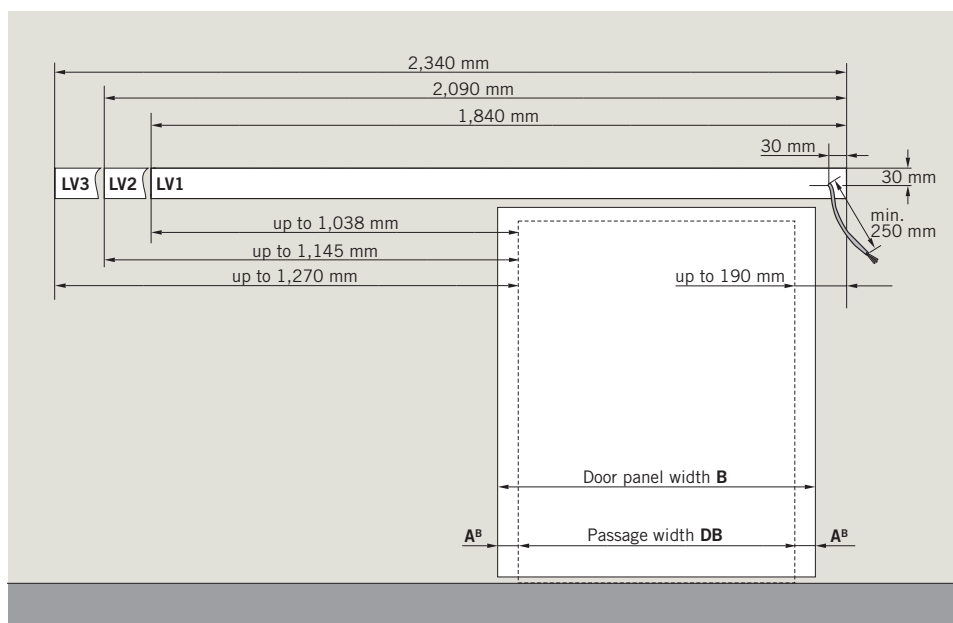 2,340 mm
2,090 mm
1,840 mm
30 mm
LV3 LV2 LV1
30 mm
min.
250 mm
up to 1,038 mm
up to 1,145 mm
up to 1,270 mm
up to 190 mm
Door panel width B
Aᴮ Passage width DB Aᴮ